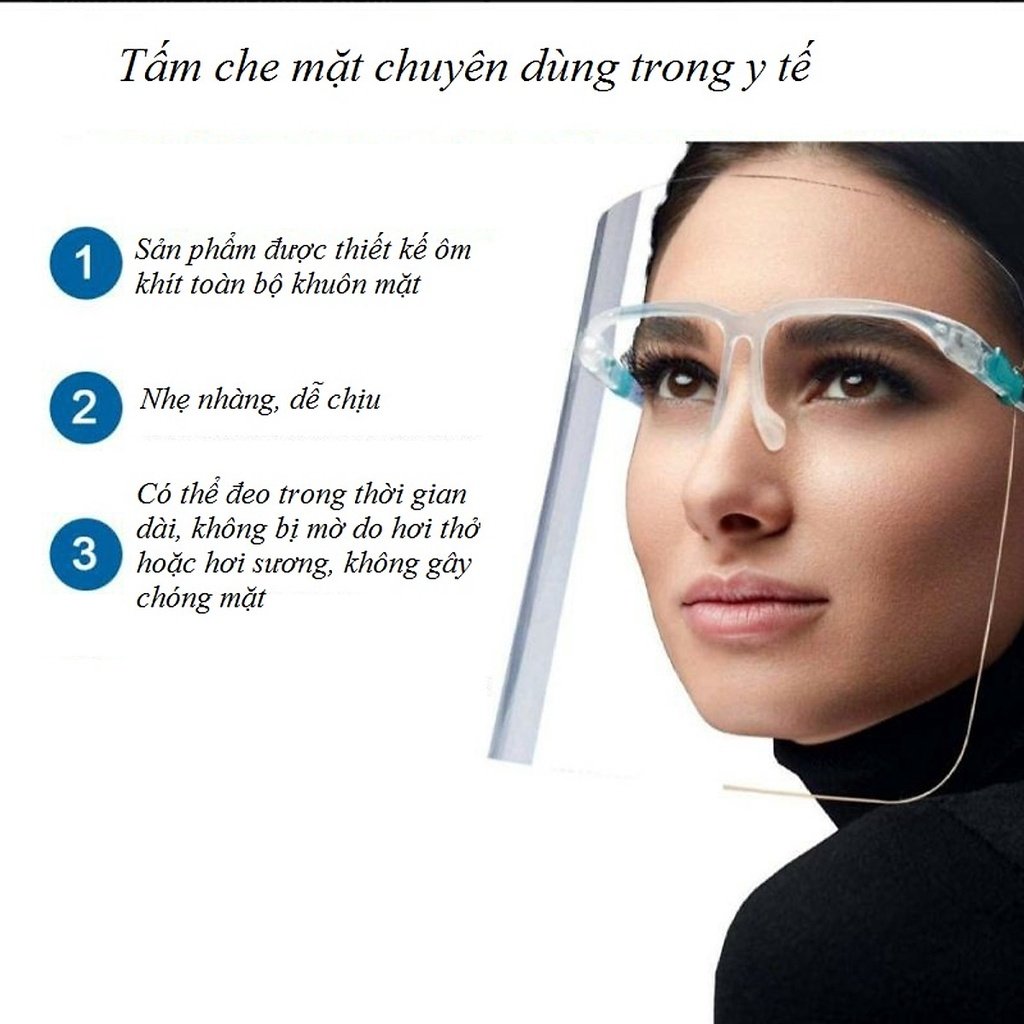 Tấm che mặt chuyên dùng trong y tế
1
Sản phẩm được thiết kế ôm
khít toàn bộ khuôn mặt
2
Nhẹ nhàng, dễ chịu
3
Có thể đeo trong thời gian
dài, không bị mờ do hơi thở
hoặc hơi sương, không gây
chóng mặt